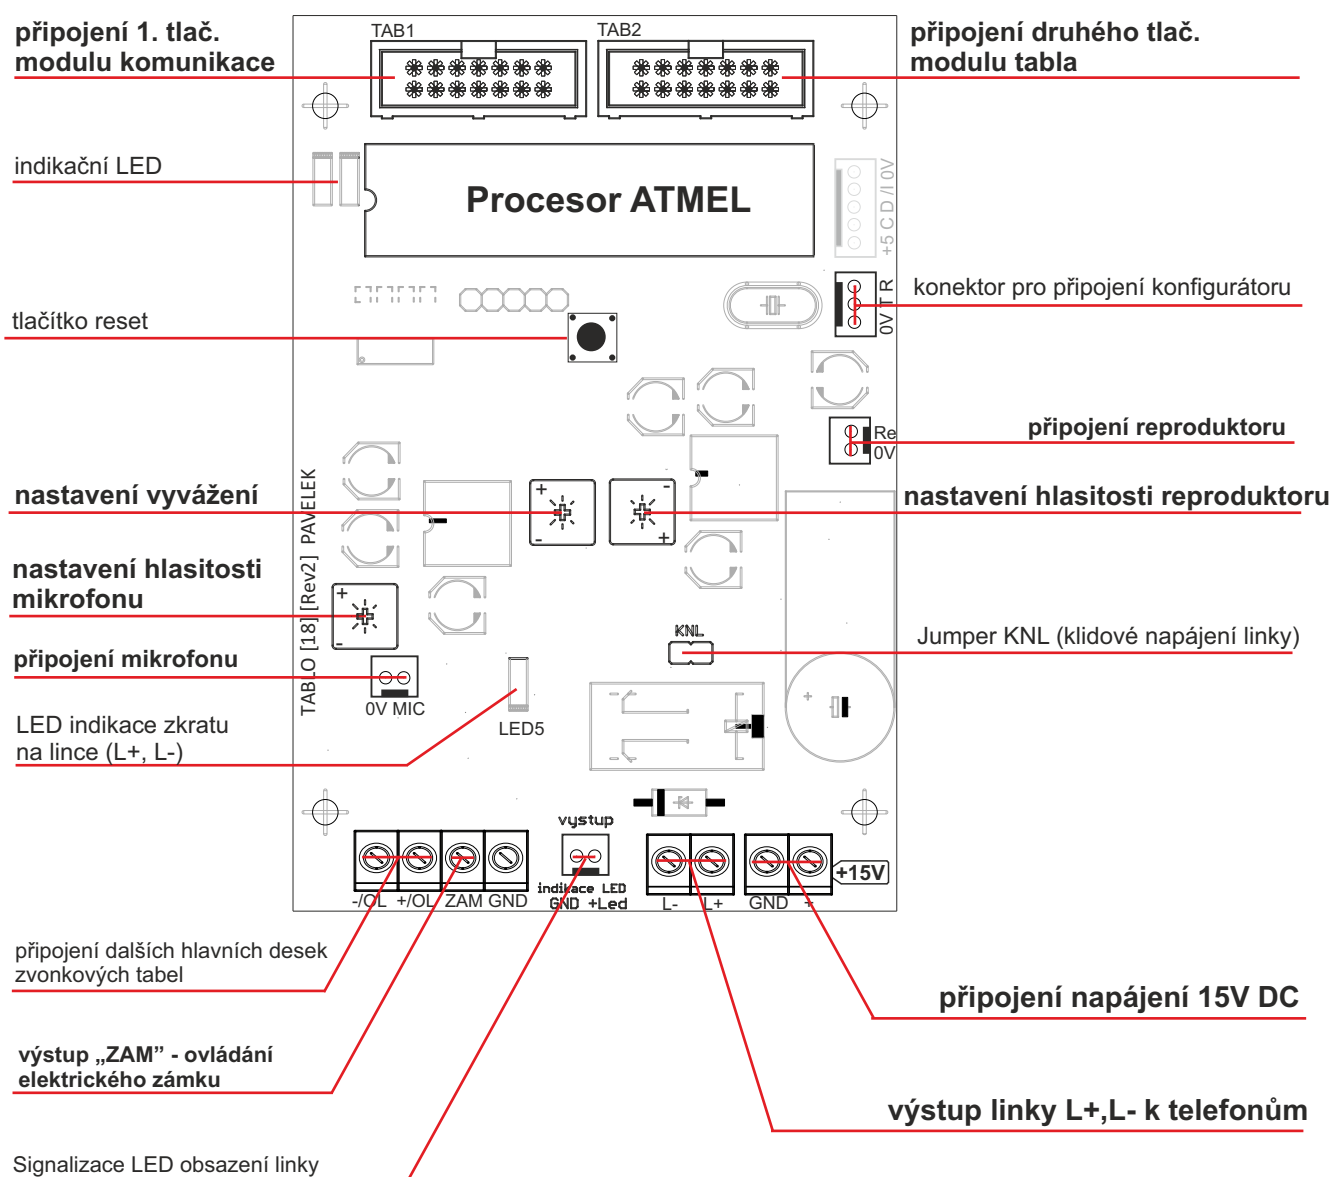 připojení 1. tlač.
modulu komunikace
TAB1
TAB2
připojení druhého tlač.
modulu tabla
indikační LED
Procesor ATMEL
+5 C D /I 0V
konektor pro připojení konfigurátoru
0V T R
tlačítko reset
připojení reproduktoru
Re
0V
nastavení vyvážení
+
-
-
+
nastavení hlasitosti reproduktoru
TABLO [18] [Rev2] PAVELEK
nastavení hlasitosti
mikrofonu
+
-
KNL
Jumper KNL (klidové napájení linky)
připojení mikrofonu
0V MIC
LED5
LED indikace zkratu
na lince (L+, L-)
+
vystup
+15V
indikace LED
-/OL +/OL ZAM GND
GND +Led
L- L+
GND +
připojení dalších hlavních desek
zvonkových tabel
připojení napájení 15V DC
výstup „ZAM” - ovládání
elektrického zámku
výstup linky L+,L- k telefonům
Signalizace LED obsazení linky